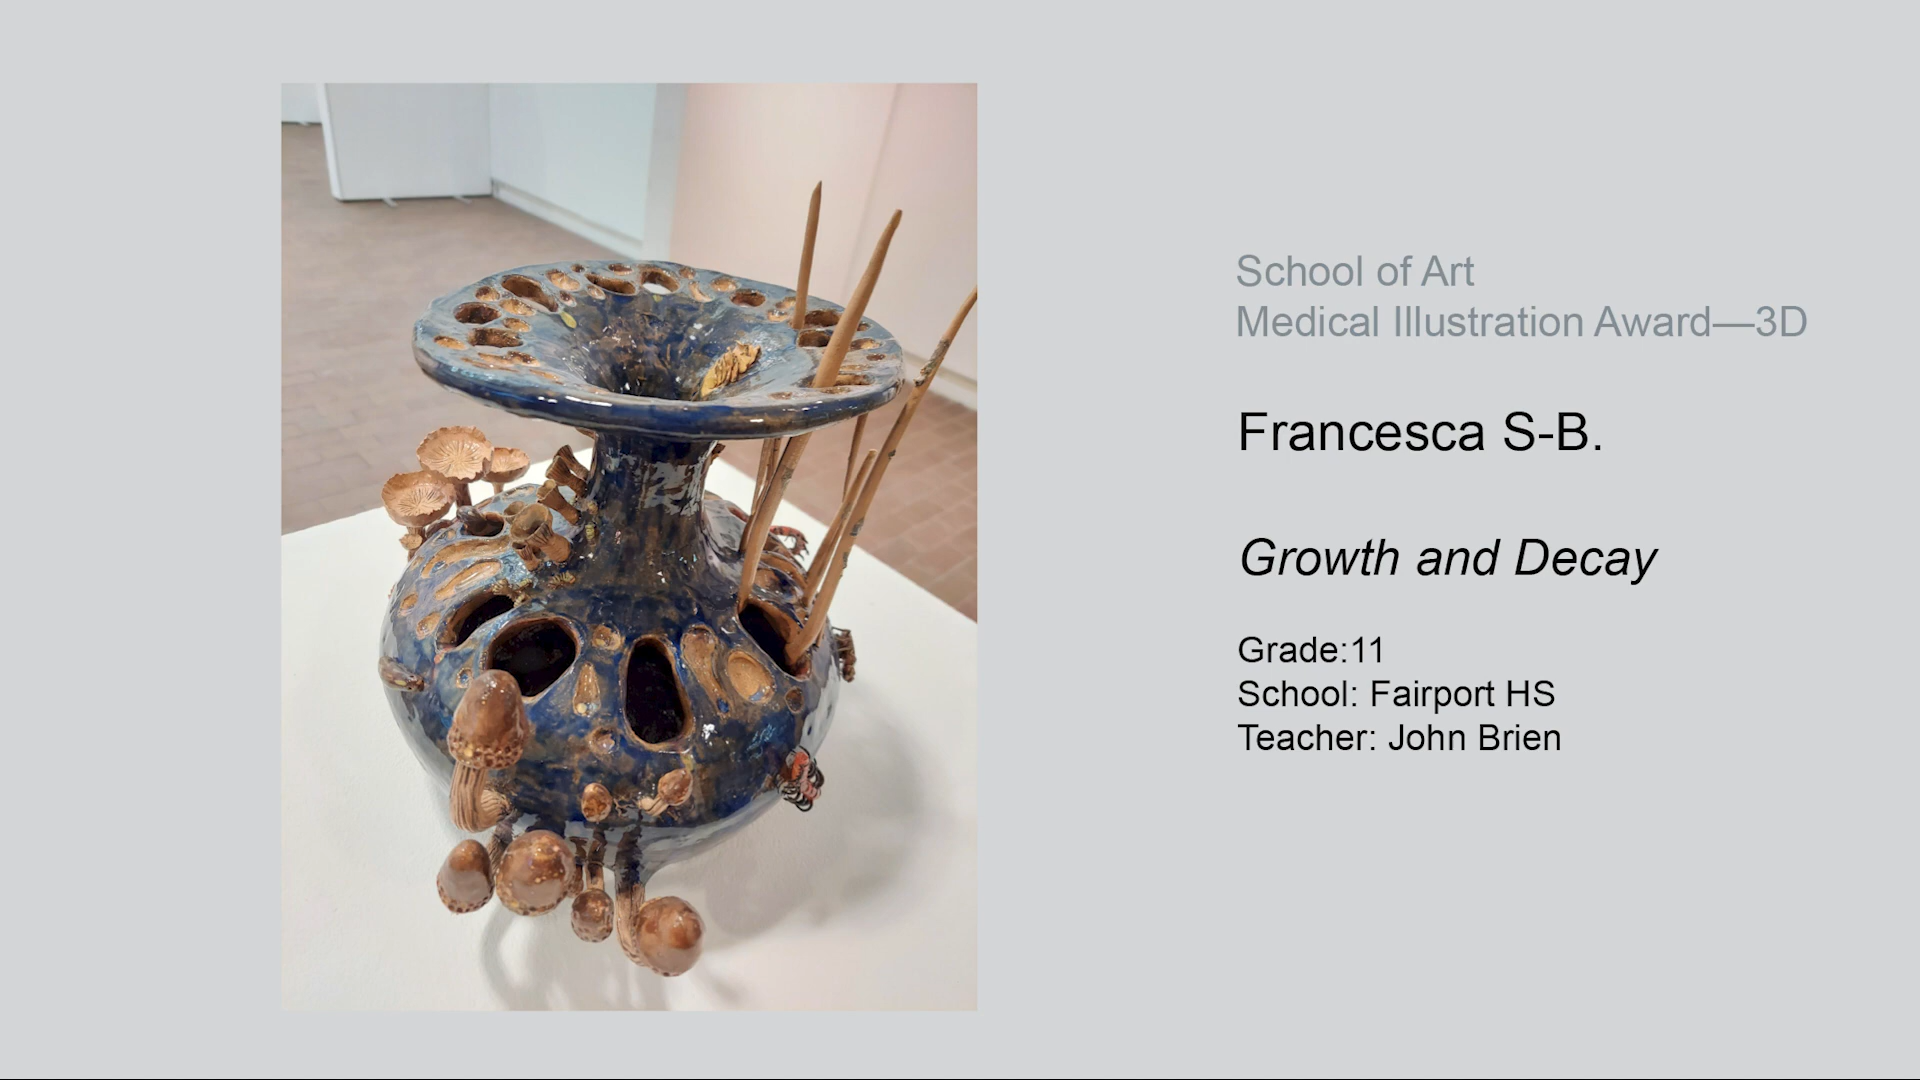 School of Art
Medical Illustration Award—3D
Francesca S-B.
Growth and Decay
Grade:11
School: Fairport HS
Teacher: John Brien